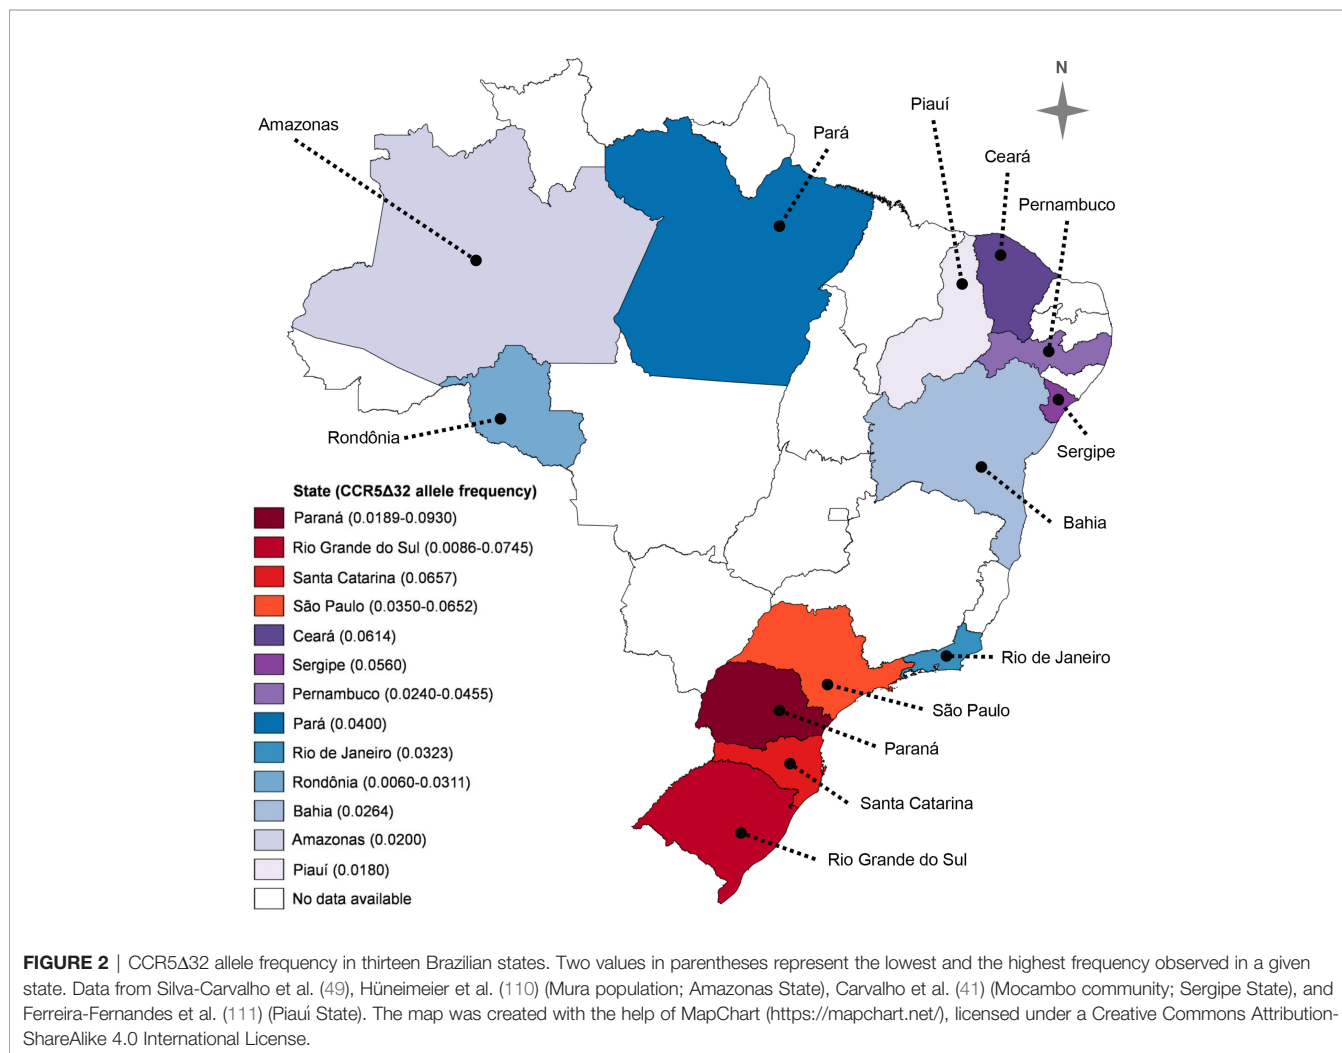 N
Piauí
Amazonas
Pará
Ceará
Pernambuco
Rondônia
Sergipe
Bahia
Rio de Janeiro
São Paulo
Paraná
Santa Catarina
Rio Grande do Sul
State (CCR5Δ32 allele frequency)
Paraná (0.0189-0.0930)
Rio Grande do Sul (0.0086-0.0745)
Santa Catarina (0.0657)
São Paulo (0.0350-0.0652)
Ceará (0.0614)
Sergipe (0.0560)
Pernambuco (0.0240-0.0455)
Pará (0.0400)
Rio de Janeiro (0.0323)
Rondônia (0.0060-0.0311)
Bahia (0.0264)
Amazonas (0.0200)
Piauí (0.0180)
No data available
FIGURE 2 | CCR5Δ32 allele frequency in thirteen Brazilian states. Two values in parentheses represent the lowest and the highest frequency observed in a given
state. Data from Silva-Carvalho et al. (49), Hüneimeier et al. (110) (Mura population; Amazonas State), Carvalho et al. (41) (Mocambo community; Sergipe State), and
Ferreira-Fernandes et al. (111) (Piauí State). The map was created with the help of MapChart (https://mapchart.net/), licensed under a Creative Commons Attribution-
ShareAlike 4.0 International License.